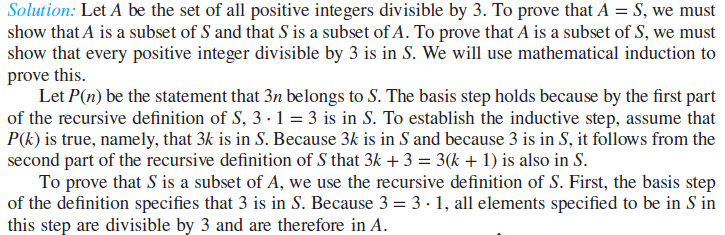 Solution: Let A be the set of all positive integers divisible by 3. To prove that A = S, we must
show that A is a subset of S and that S is a subset of A. To prove that A is a subset of S, we must
show that every positive integer divisible by 3 is in S. We will use mathematical induction to
prove this.
Let P(n) be the statement that 3n belongs to S. The basis step holds because by the first part
of the recursive definition of S, 3 · 1 = 3 is in S. To establish the inductive step, assume that
P(k) is true, namely, that 3k is in S. Because 3k is in S and because 3 is in S, it follows from the
second part of the recursive definition of S that 3k + 3 = 3(k + 1) is also in S.
To prove that S is a subset of A, we use the recursive definition of S. First, the basis step
of the definition specifies that 3 is in S. Because 3 = 3 · 1, all elements specified to be in S in
this step are divisible by 3 and are therefore in A.